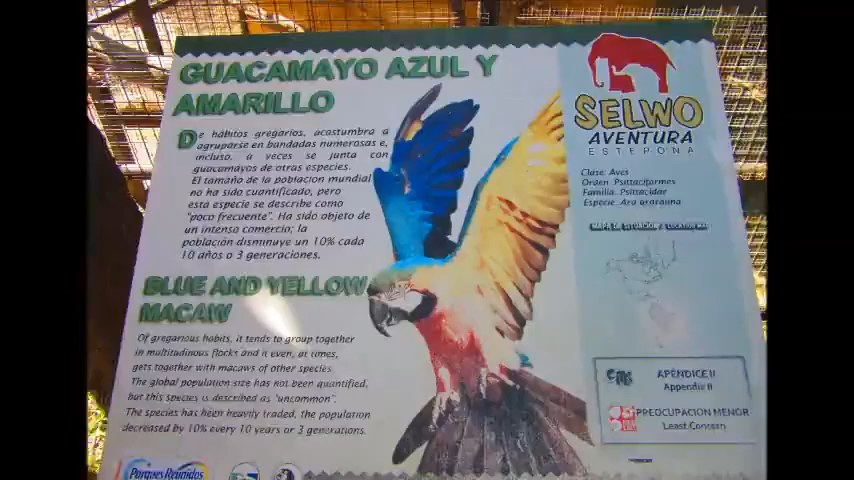 GUACAMAYO AZUL Y
AMARILLO
De hábitos gregarios, acostumbra a
agruparse en bandadas numerosas e,
incluso, a veces se junta con
guacamayos de otras especies.
El tamaño de la población mundial
no ha sido cuantificado, pero
esta especie se describe como
"poco frecuente". Ha sido objeto de
un intenso comercio; la
población disminuye un 10% cada
10 años o 3 generaciones.
BLUE AND YELLOW
MACAW
Of gregarious habits, it tends to group together
in multitudinous flocks and it even, at times,
gets together with macaws of other species.
The global population size has not been quantified,
but this species is described as "uncommon".
The species has been heavily traded, the population
decreased by 10% every 10 years or 3 generations.
Parques Reunidos
SELWO
AVENTURA
ESTEPONA
Clase: Aves
Orden: Psittaciformes
Familia: Psittacidae
Especie: Ara ararauna
MAPA DE SITUACIÓN / LOCATION MAP
APÉNDICE II
Appendix II
PREOCUPACIÓN MENOR
Least Concern